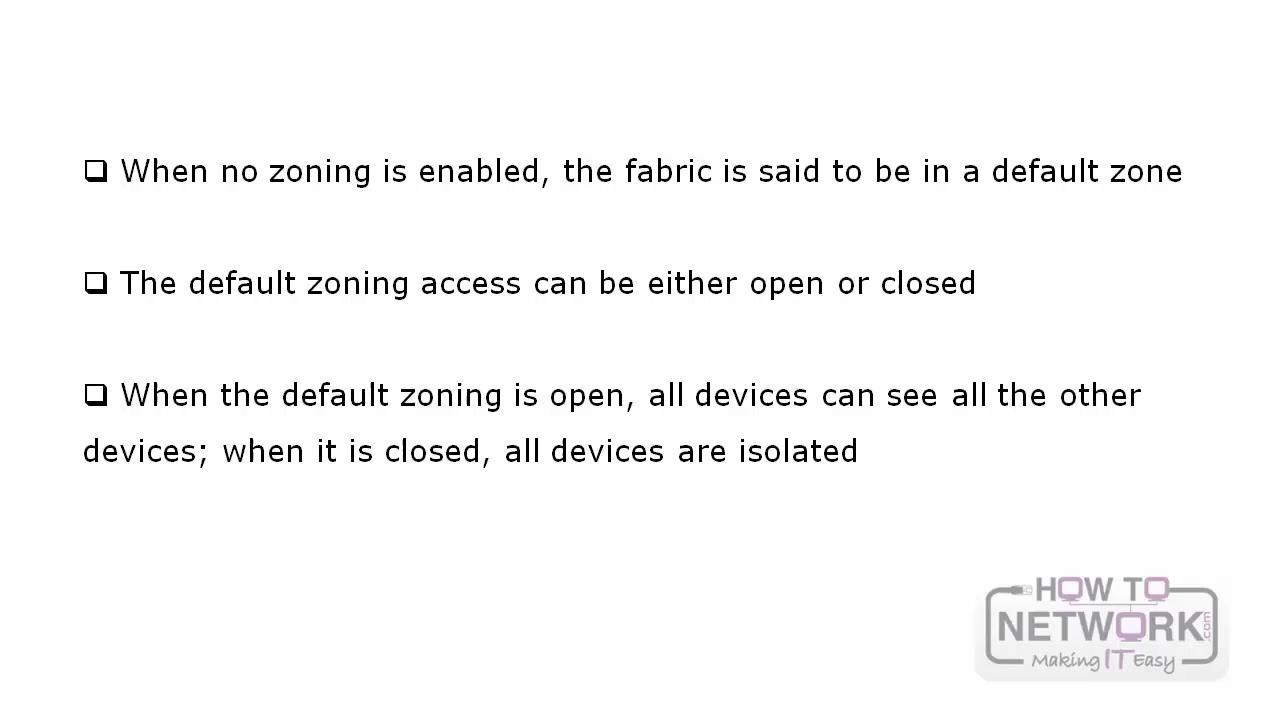 ❑ When no zoning is enabled, the fabric is said to be in a default zone
❑ The default zoning access can be either open or closed
❑ When the default zoning is open, all devices can see all the other
devices; when it is closed, all devices are isolated
HOW TO
NETWORK.com
Making IT Easy